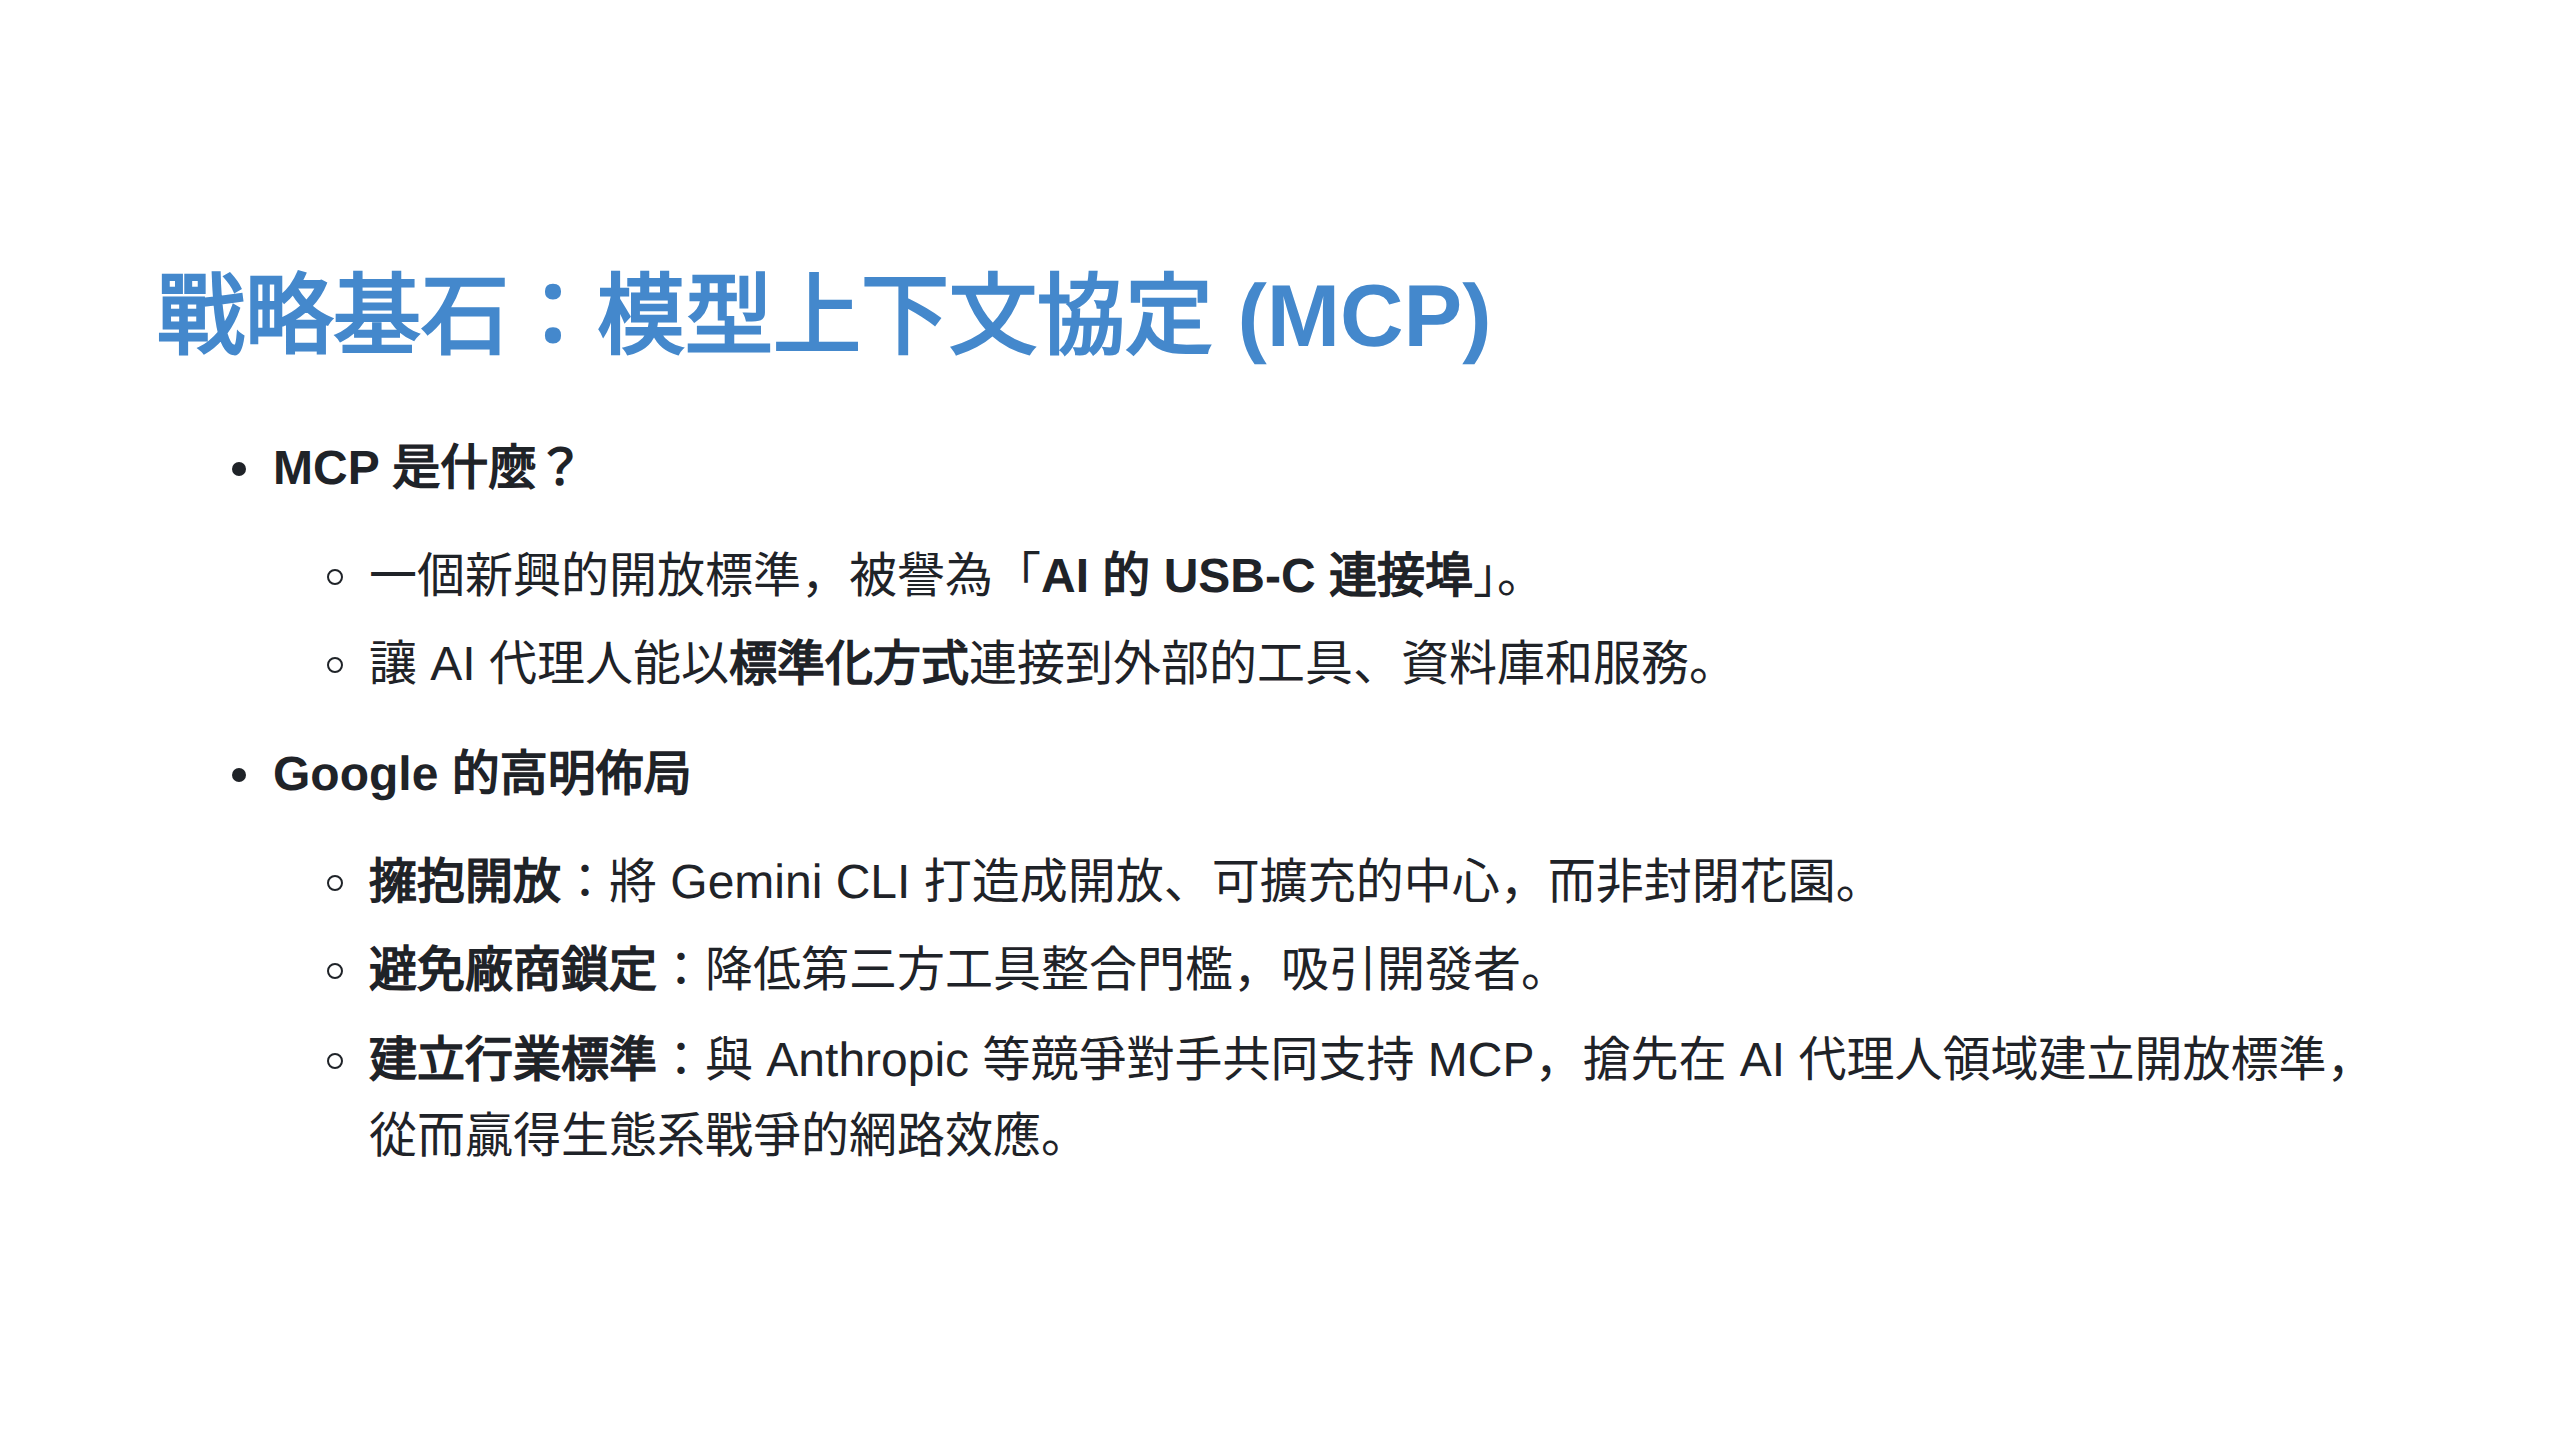 戰略基石：模型上下文協定 (MCP)
• MCP 是什麼？
◦ 一個新興的開放標準，被譽為「AI 的 USB-C 連接埠」。
◦ 讓 AI 代理人能以標準化方式連接到外部的工具、資料庫和服務。
• Google 的高明佈局
◦ 擁抱開放：將 Gemini CLI 打造成開放、可擴充的中心，而非封閉花園。
◦ 避免廠商鎖定：降低第三方工具整合門檻，吸引開發者。
◦ 建立行業標準：與 Anthropic 等競爭對手共同支持 MCP，搶先在 AI 代理人領域建立開放標準，
從而贏得生態系戰爭的網路效應。